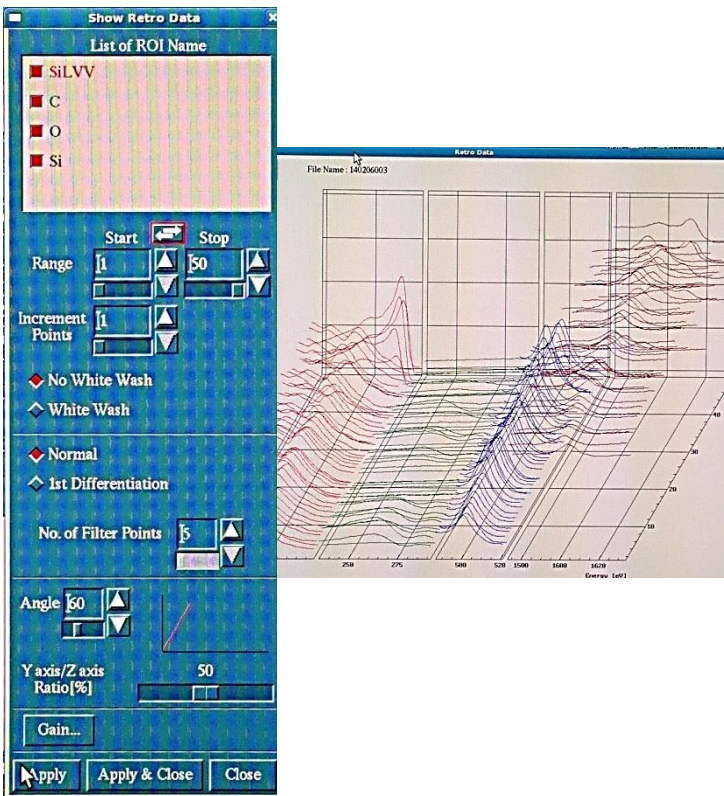 Show Retro Data
List of ROI Name
SiLVV
C
O
Si
Start Stop
Range 1 50
Increment Points 1
No White Wash
White Wash
Normal
1st Differentiation
No. of Filter Points 5
Angle 60
Y axis/Z axis Ratio[%] 50
Gain...
Apply Apply & Close Close
Retro Data
File Name : 140206003
40
30
20
10
250 275 500 520 1580 1600 1620
Energy [eV]